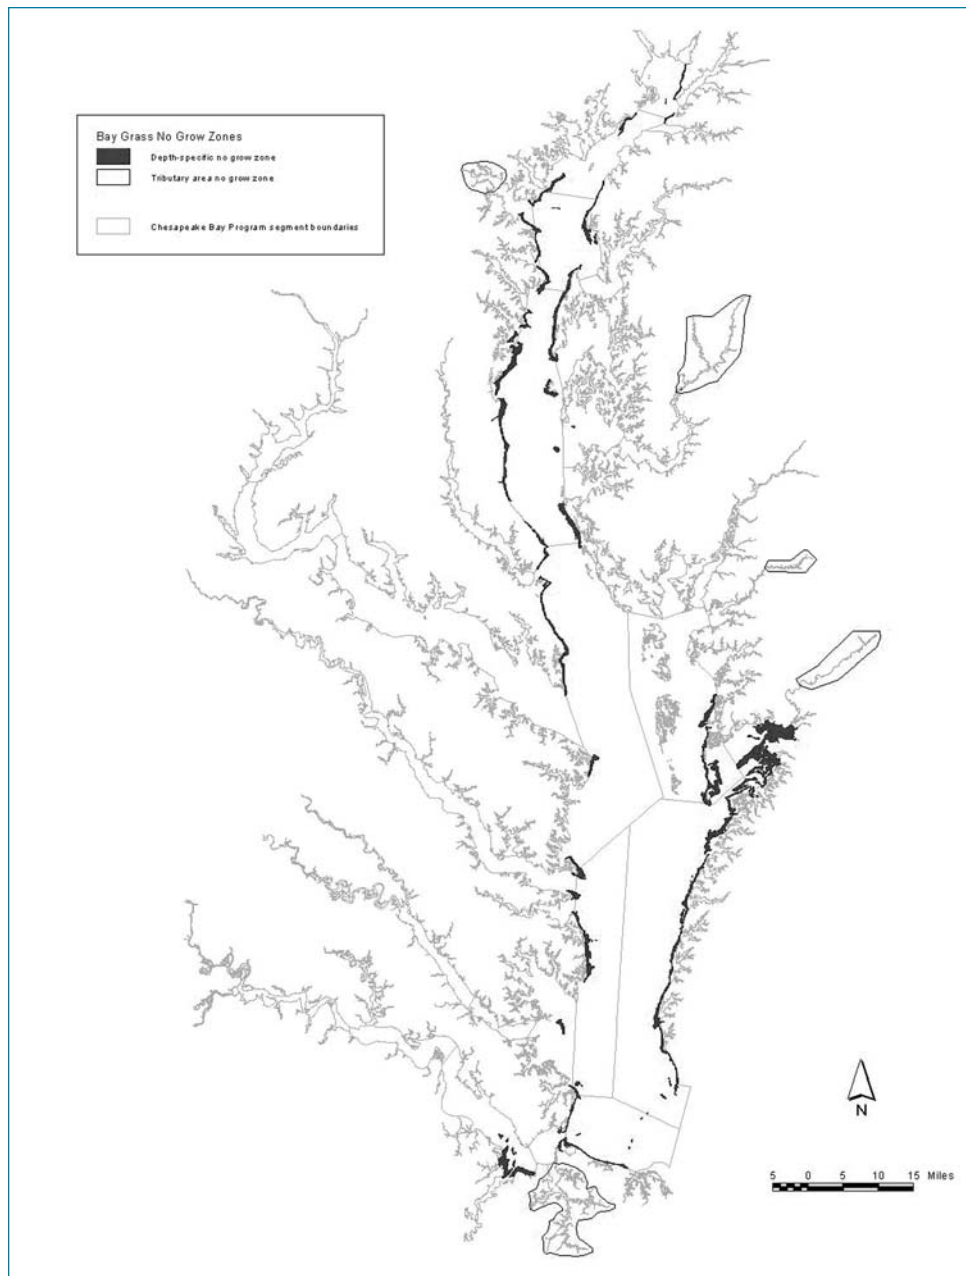 Bay Grass No Grow Zones
Depth-specific no grow zone
Tributary area no grow zone
Chesapeake Bay Program segment boundaries
N
5 0 5 10 15 Miles